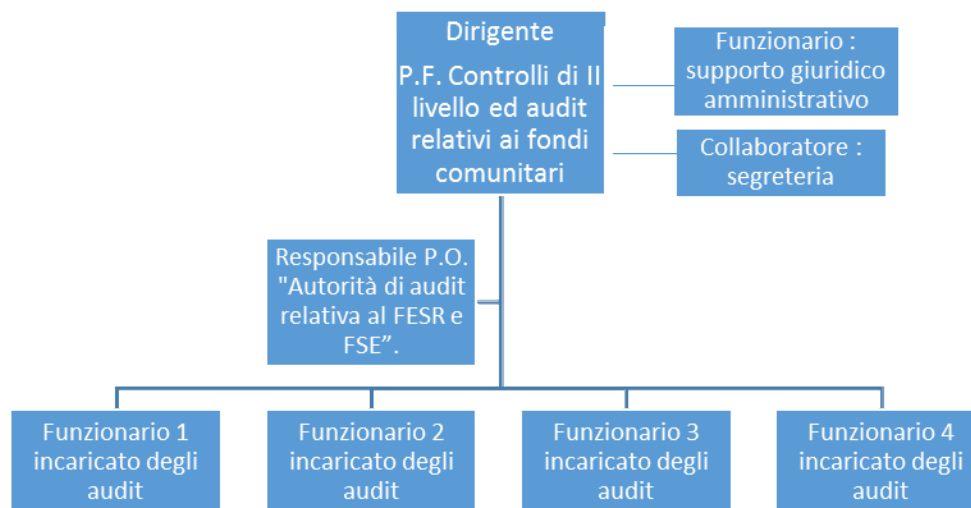 Dirigente
P.F. Controlli di II
livello ed audit
relativi ai fondi
comunitari
Funzionario :
supporto giuridico
amministrativo
Collaboratore :
segreteria
Responsabile P.O.
"Autorità di audit
relativa al FESR e
FSE”.
Funzionario 1
incaricato degli
audit
Funzionario 2
incaricato degli
audit
Funzionario 3
incaricato degli
audit
Funzionario 4
incaricato degli
audit